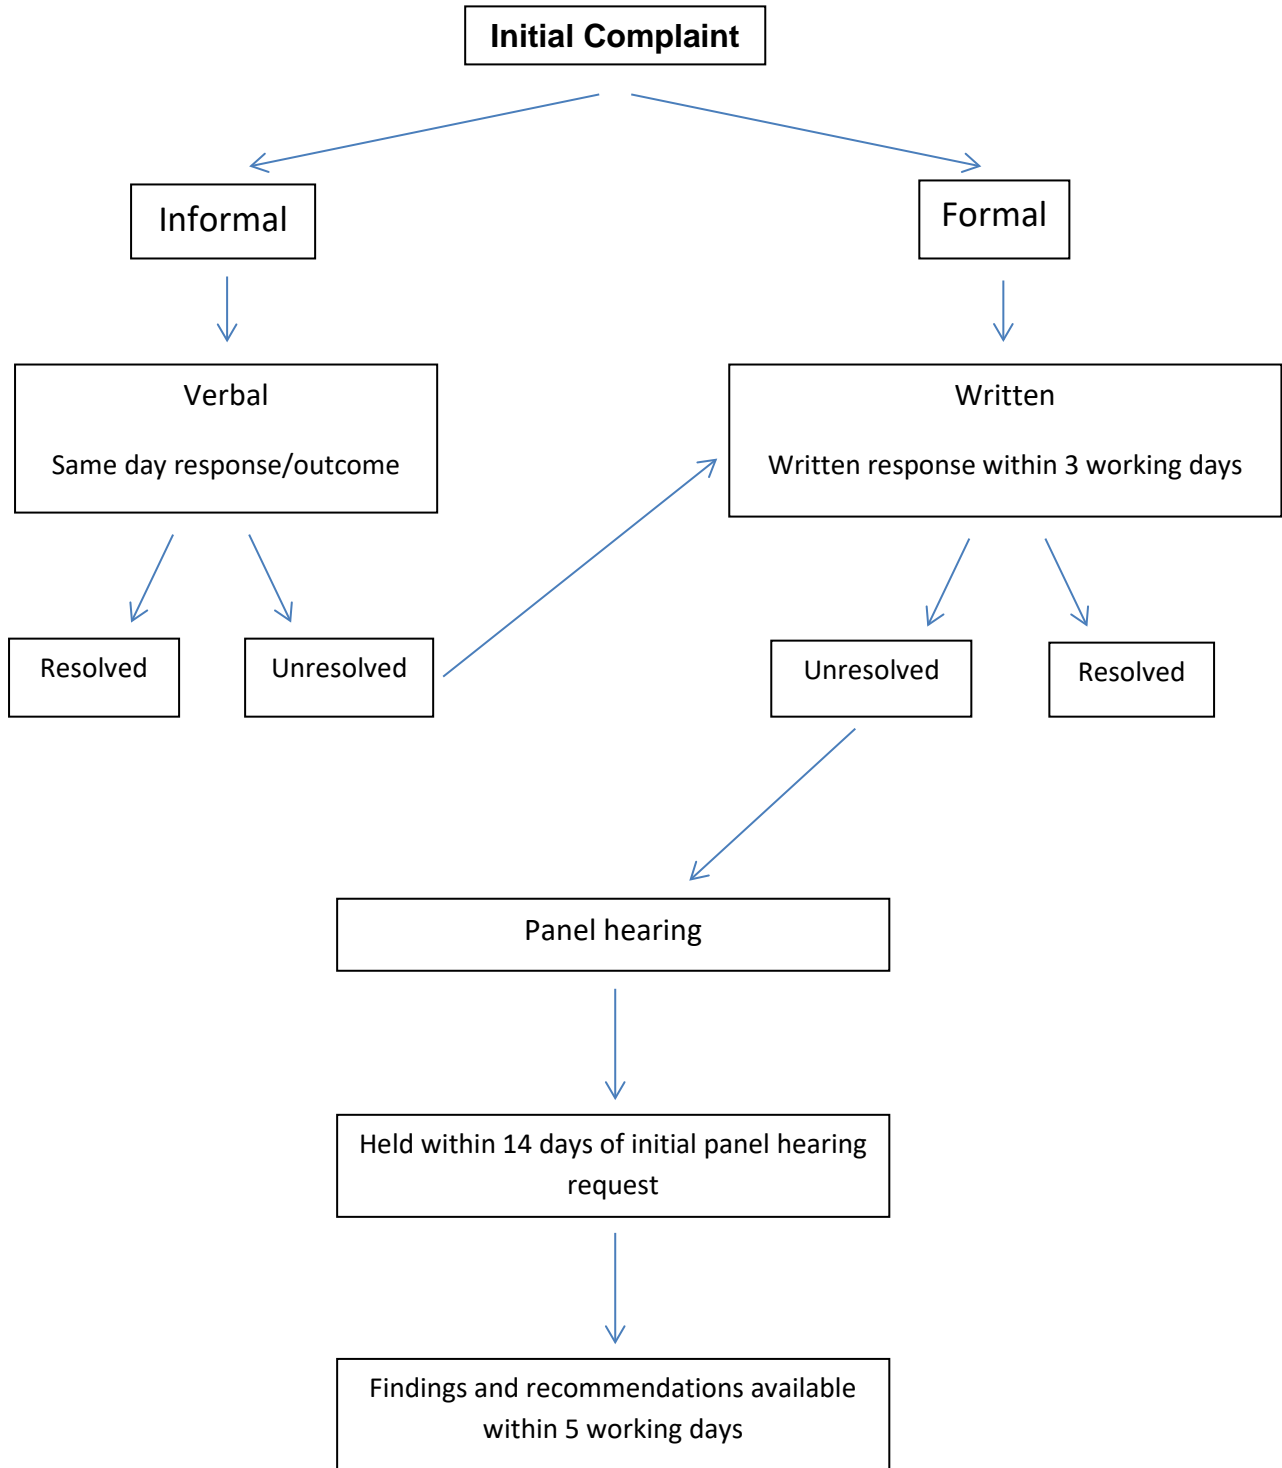 Initial Complaint
Informal
Formal
Verbal
Same day response/outcome
Written
Written response within 3 working days
Resolved
Unresolved
Unresolved
Resolved
Panel hearing
Held within 14 days of initial panel hearing
request
Findings and recommendations available
within 5 working days